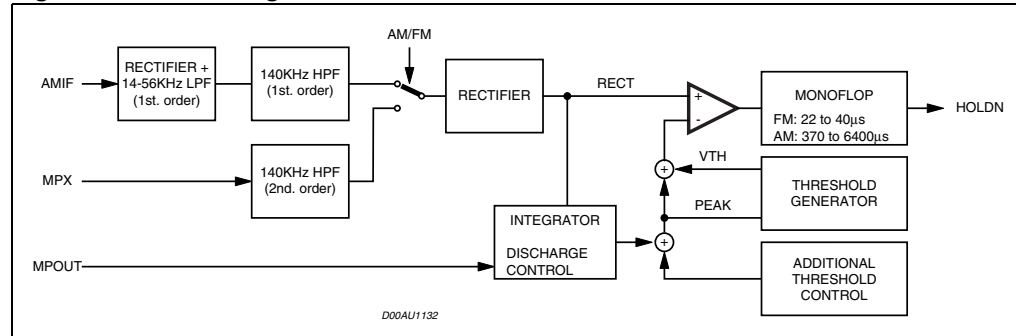 AM/FM
AMIF
RECTIFIER +
14-56KHz LPF
(1st. order)
140KHz HPF
(1st. order)
RECTIFIER
RECT
+
-
MONOFLOP
FM: 22 to 40μs
AM: 370 to 6400μs
HOLDN
MPX
140KHz HPF
(2nd. order)
VTH
+
THRESHOLD
GENERATOR
PEAK
INTEGRATOR
DISCHARGE
CONTROL
+
MPOUT
ADDITIONAL
THRESHOLD
CONTROL
D00AU1132